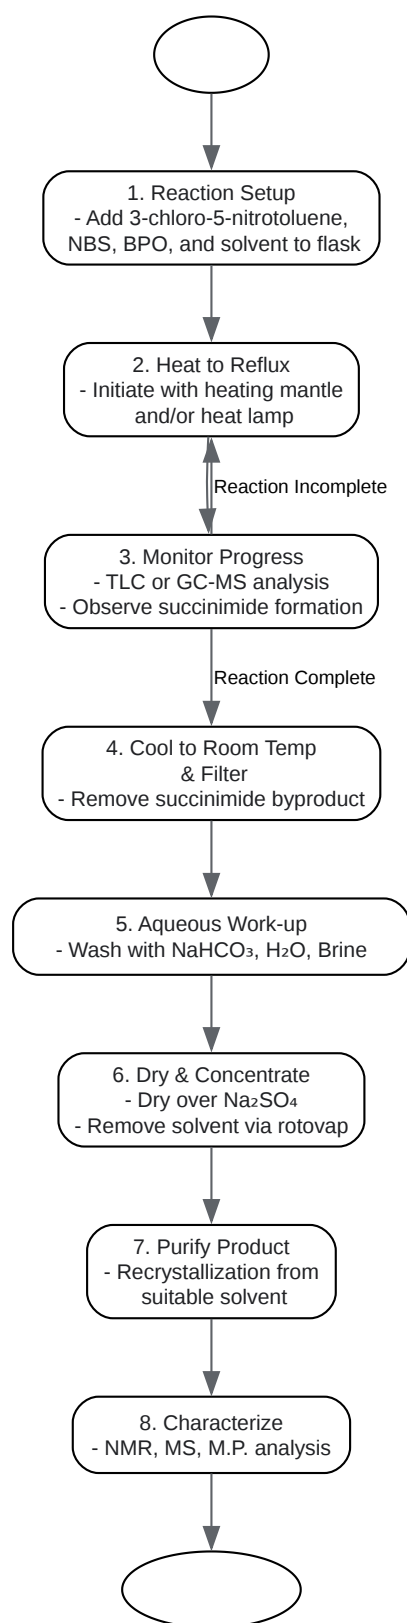 1. Reaction Setup
- Add 3-chloro-5-nitrotoluene,
NBS, BPO, and solvent to flask
2. Heat to Reflux
- Initiate with heating mantle
and/or heat lamp
Reaction Incomplete
3. Monitor Progress
- TLC or GC-MS analysis
- Observe succinimide formation
Reaction Complete
4. Cool to Room Temp
& Filter
- Remove succinimide byproduct
5. Aqueous Work-up
- Wash with NaHCO₃, H₂O, Brine
6. Dry & Concentrate
- Dry over Na₂SO₄
- Remove solvent via rotovap
7. Purify Product
- Recrystallization from
suitable solvent
8. Characterize
- NMR, MS, M.P. analysis